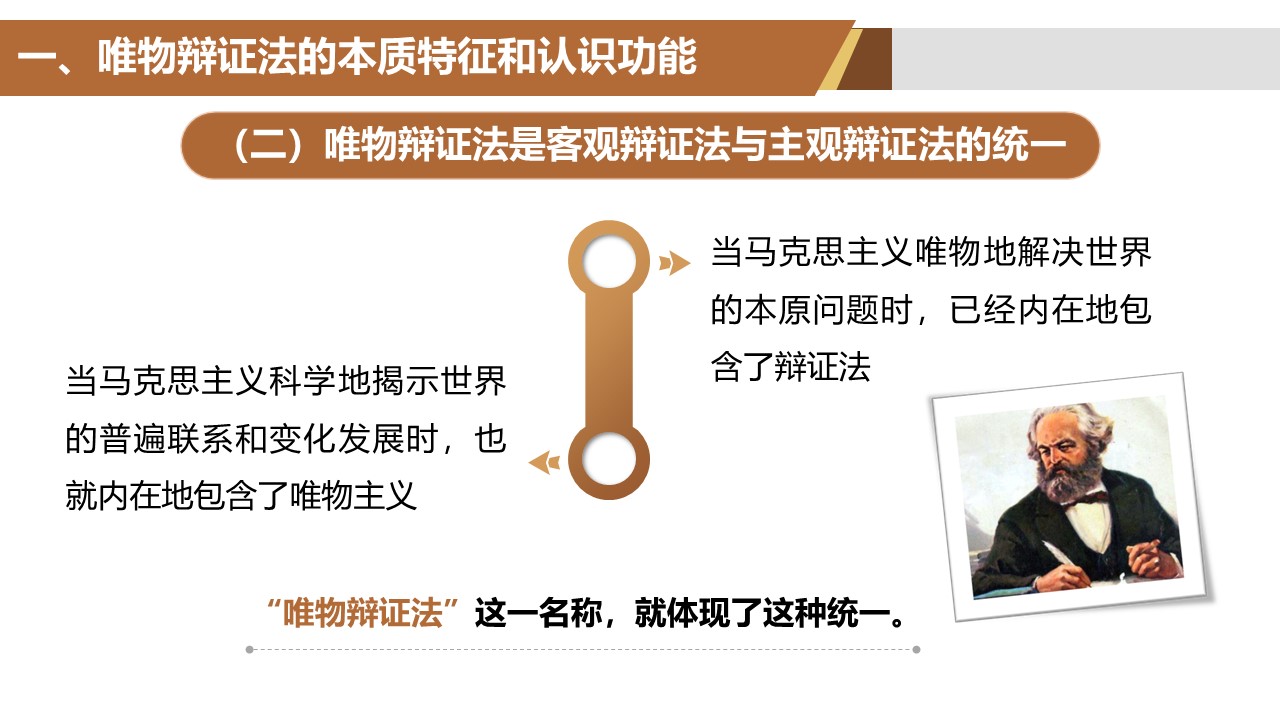 一、唯物辩证法的本质特征和认识功能
（二）唯物辩证法是客观辩证法与主观辩证法的统一
当马克思主义唯物地解决世界
的本原问题时，已经内在地包
含了辩证法
当马克思主义科学地揭示世界
的普遍联系和变化发展时，也
就内在地包含了唯物主义
“唯物辩证法”这一名称，就体现了这种统一。